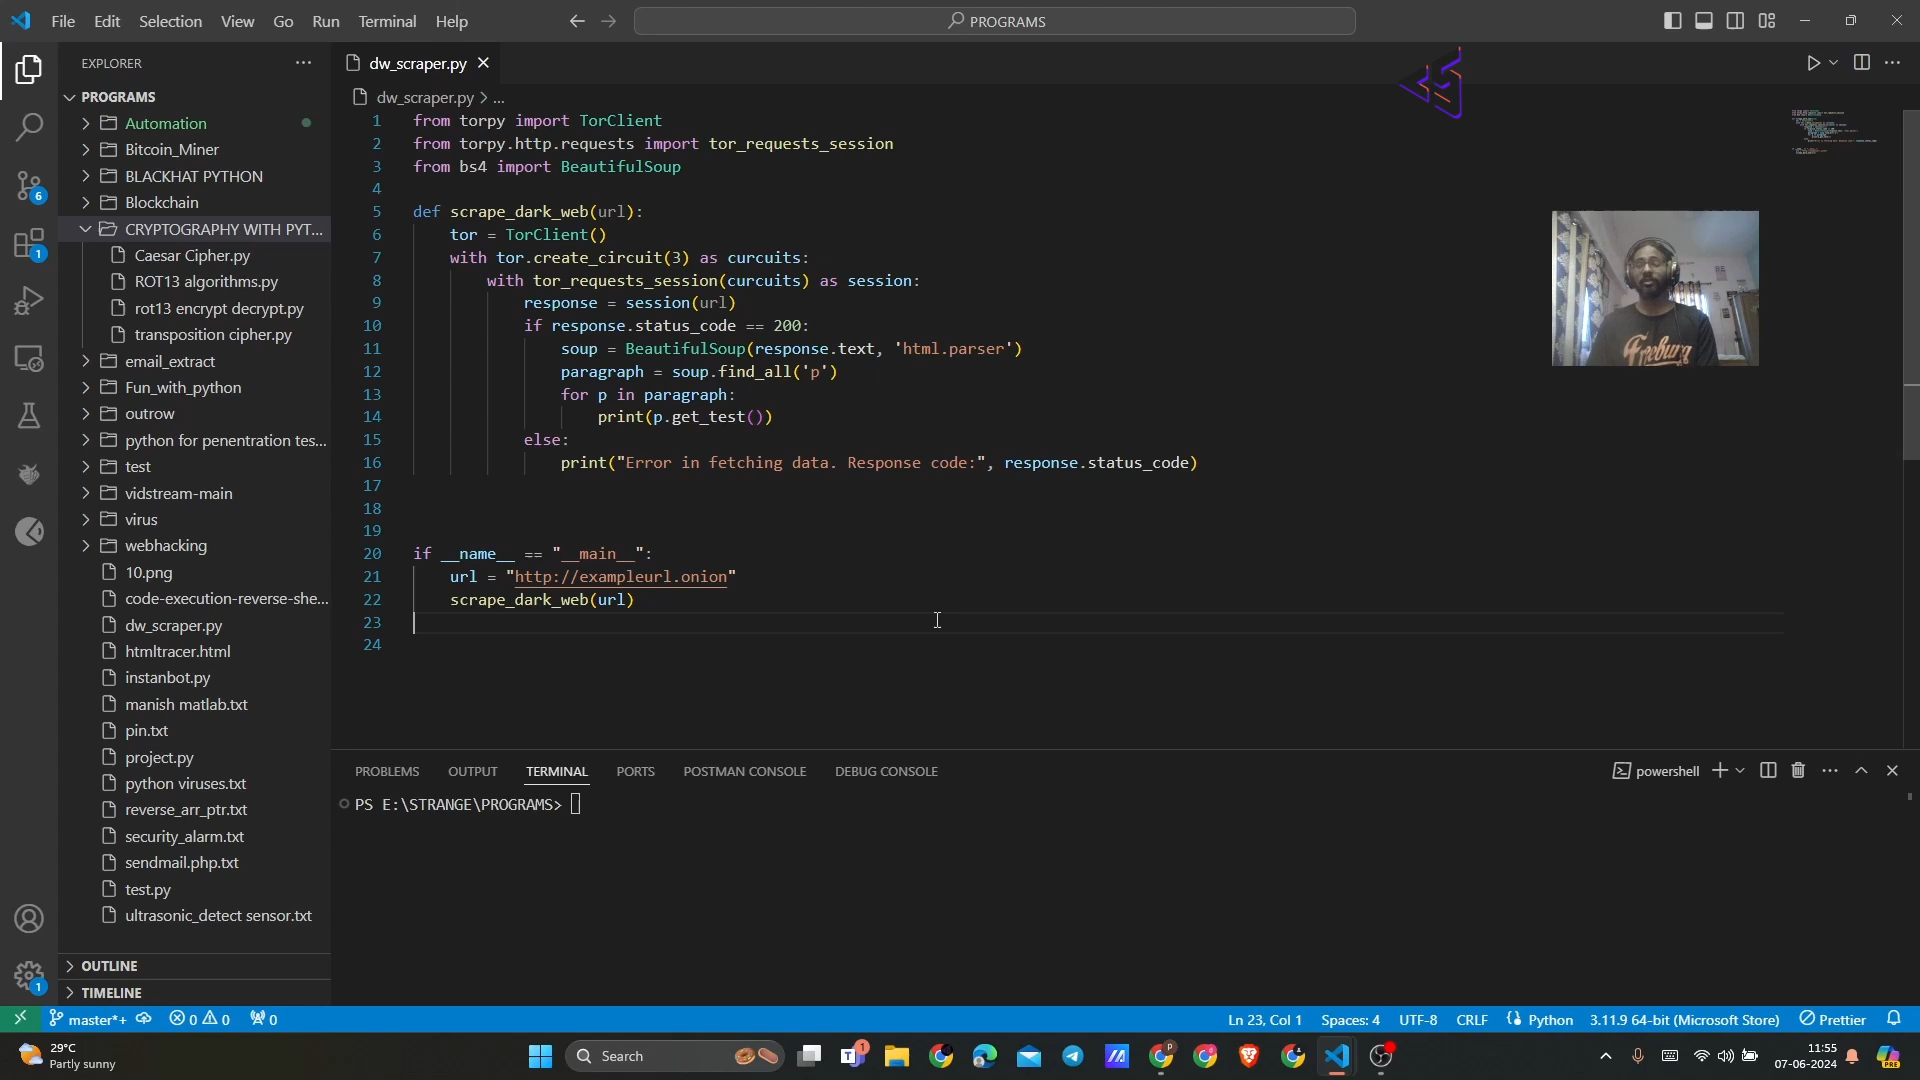 File Edit Selection View Go Run Terminal Help
PROGRAMS
EXPLORER
dw_scraper.py
PROGRAMS
dw_scraper.py > ...
Automation
Bitcoin_Miner
BLACKHAT PYTHON
Blockchain
CRYPTOGRAPHY WITH PYT...
Caesar Cipher.py
ROT13 algorithms.py
rot13 encrypt decrypt.py
transposition cipher.py
email_extract
Fun_with_python
outrow
python for penentration tes...
test
vidstream-main
virus
webhacking
10.png
code-execution-reverse-she...
dw_scraper.py
htmltracer.html
instanbot.py
manish matlab.txt
pin.txt
project.py
python viruses.txt
reverse_arr_ptr.txt
security_alarm.txt
sendmail.php.txt
test.py
ultrasonic_detect sensor.txt
OUTLINE
TIMELINE
6
1
1
1 from torpy import TorClient
2 from torpy.http.requests import tor_requests_session
3 from bs4 import BeautifulSoup
4
5 def scrape_dark_web(url):
6 tor = TorClient()
7 with tor.create_circuit(3) as curcuits:
8 with tor_requests_session(curcuits) as session:
9 response = session(url)
10 if response.status_code == 200:
11 soup = BeautifulSoup(response.text, 'html.parser')
12 paragraph = soup.find_all('p')
13 for p in paragraph:
14 print(p.get_test())
15 else:
16 print("Error in fetching data. Response code:", response.status_code)
17
18
19
20 if __name__ == "__main__":
21 url = "http://exampleurl.onion"
22 scrape_dark_web(url)
23
24
Freeburg
PROBLEMS OUTPUT TERMINAL PORTS POSTMAN CONSOLE DEBUG CONSOLE
powershell
PS E:\STRANGE\PROGRAMS>
master*+ 0 0 0
Ln 23, Col 1 Spaces: 4 UTF-8 CRLF Python 3.11.9 64-bit (Microsoft Store) Prettier
29°C
Partly sunny
Search
1
11:55
07-06-2024
PRE